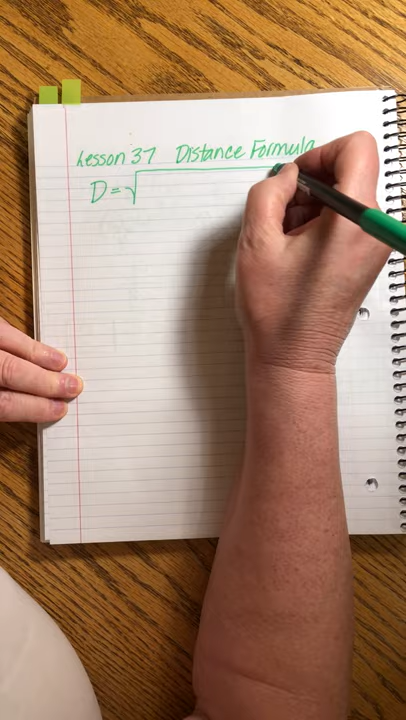 Lesson 37 Distance Formula
D = √